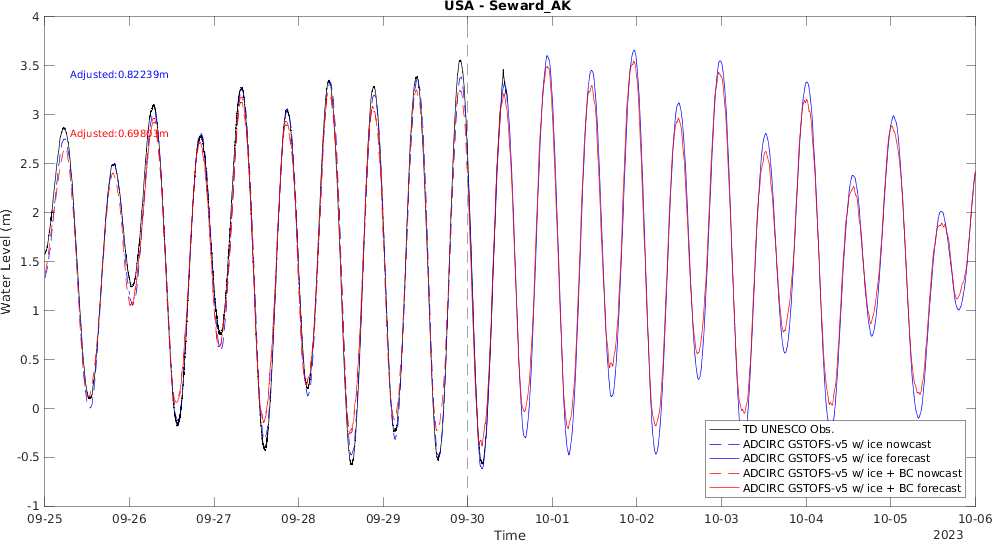 USA - Seward_AK
4
3.5
3
2.5
2
1.5
1
0.5
0
-0.5
-1
Water Level (m)
Adjusted:0.82239m
TD UNESCO Obs.
ADCIRC GSTOFS-v5 w/ ice nowcast
ADCIRC GSTOFS-v5 w/ ice forecast
ADCIRC GSTOFS-v5 w/ ice + BC nowcast
ADCIRC GSTOFS-v5 w/ ice + BC forecast
09-25 09-26 09-27 09-28 09-29 09-30 10-01 10-02 10-03 10-04 10-05 10-06
Time
2023